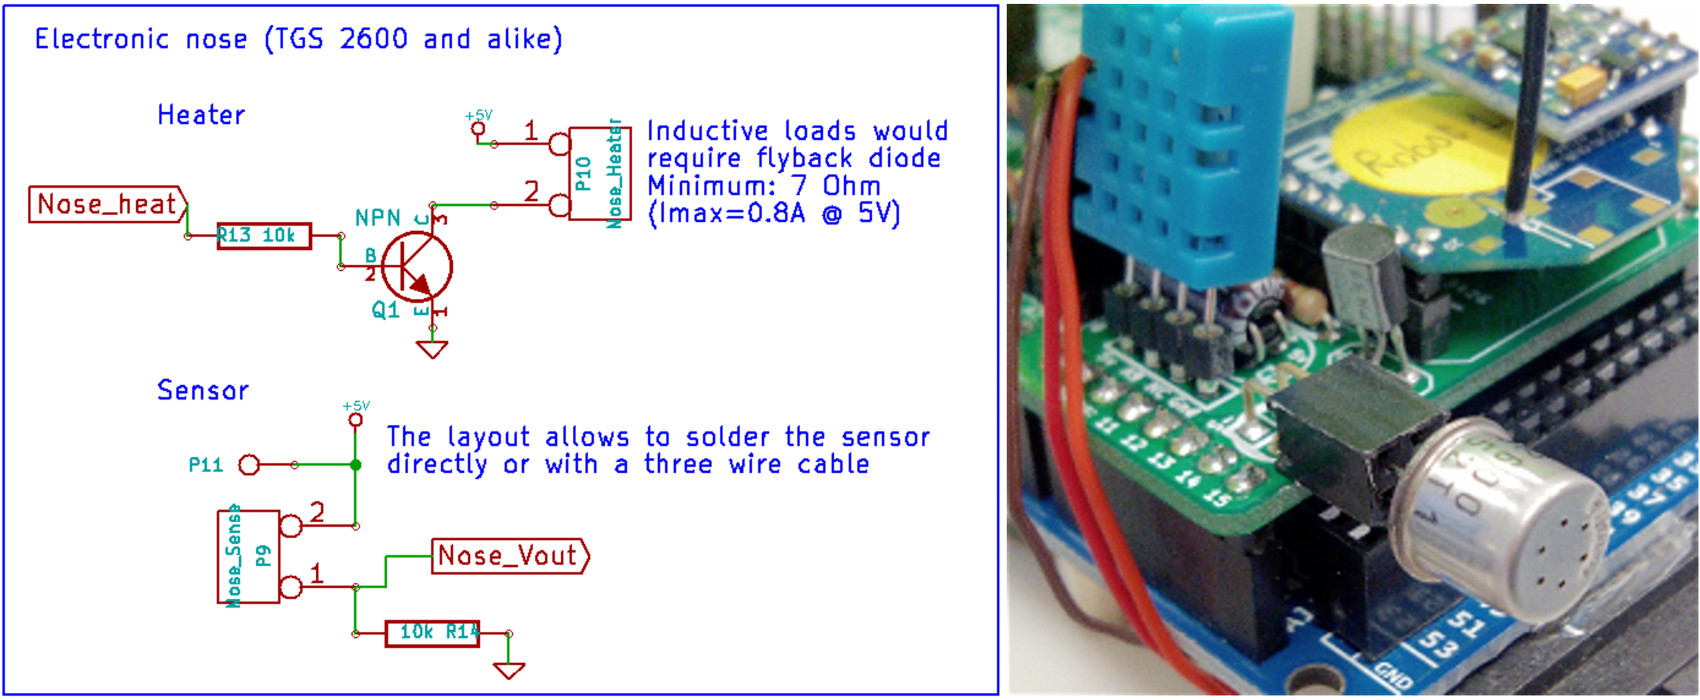 Electronic nose (TGS 2600 and alike)
Heater
+5V
1
2
P10
Nose_Heater
Inductive loads would
require flyback diode
Minimum: 7 Ohm
(Imax=0.8A @ 5V)
Nose_heat
R13 10k
NPN
C
3
B
2
Q1
E
1
Sensor
+5V
The layout allows to solder the sensor
directly or with a three wire cable
P11
2
Nose_Sense
P9
1
Nose_Vout
10k R14
Robot
11 12 13 14 15
51
53
GND